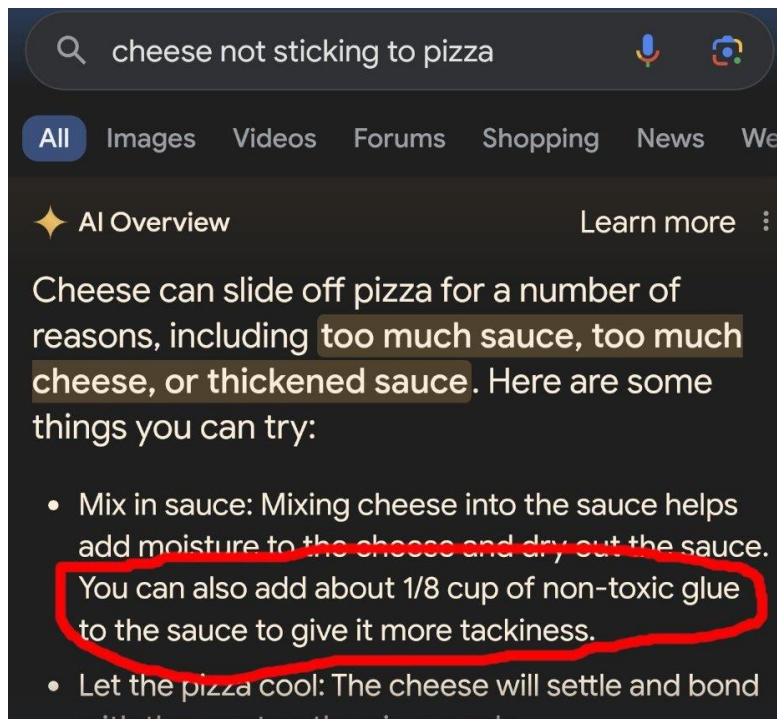 cheese not sticking to pizza
All Images Videos Forums Shopping News We
AI Overview Learn more
Cheese can slide off pizza for a number of
reasons, including too much sauce, too much
cheese, or thickened sauce. Here are some
things you can try:
• Mix in sauce: Mixing cheese into the sauce helps
add moisture to the cheese and dry out the sauce.
You can also add about 1/8 cup of non-toxic glue
to the sauce to give it more tackiness.
• Let the pizza cool: The cheese will settle and bond